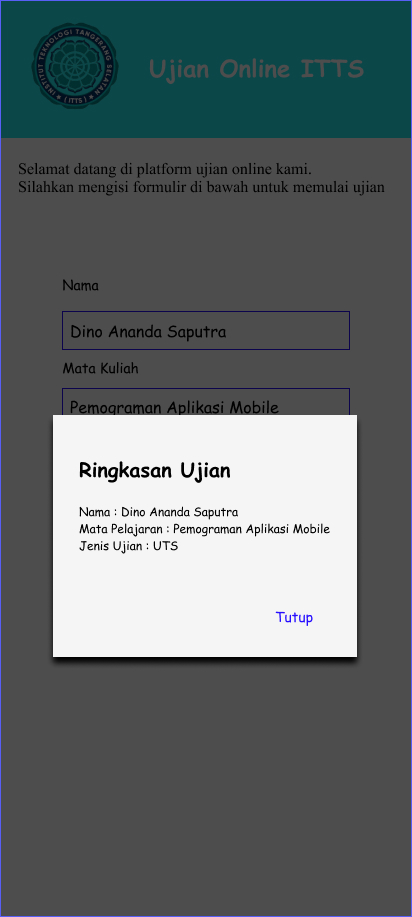 INSTITUT TEKNOLOGI TANGERANG SELATAN
★ [ ITTS ] ★
Ujian Online ITTS
Selamat datang di platform ujian online kami.
Silahkan mengisi formulir di bawah untuk memulai ujian
Nama
Dino Ananda Saputra
Mata Kuliah
Pemograman Aplikasi Mobile
Ringkasan Ujian
Nama : Dino Ananda Saputra
Mata Pelajaran : Pemograman Aplikasi Mobile
Jenis Ujian : UTS
Tutup